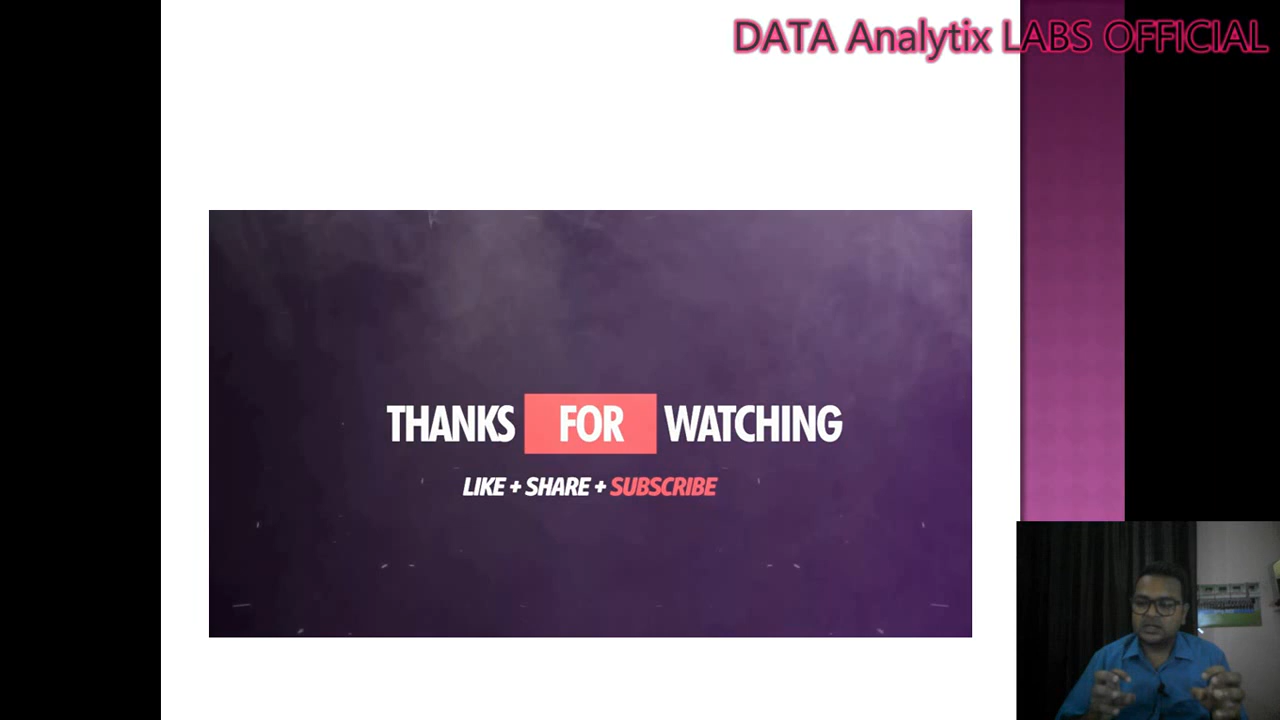 DATA Analytix LABS OFFICIAL
THANKS FOR WATCHING
LIKE + SHARE + SUBSCRIBE